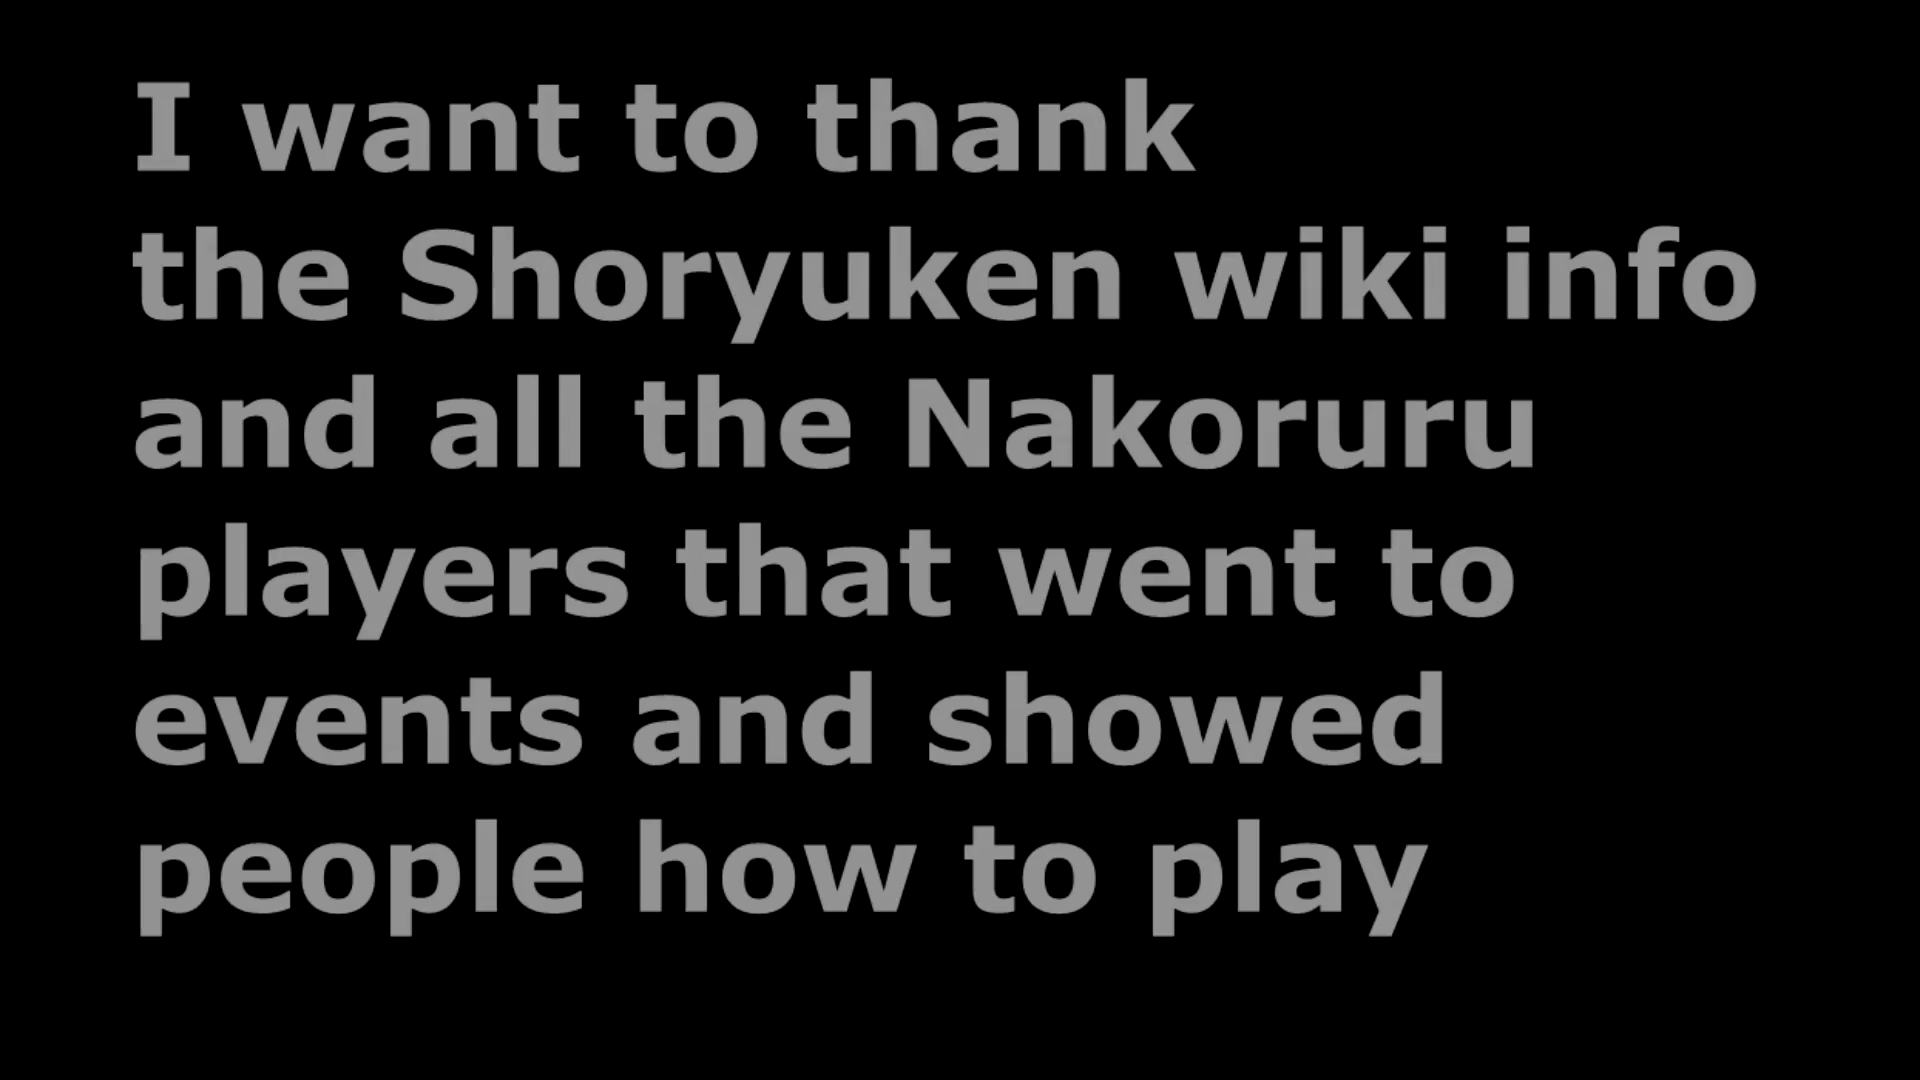 I want to thank
the Shoryuken wiki info
and all the Nakoruru
players that went to
events and showed
people how to play